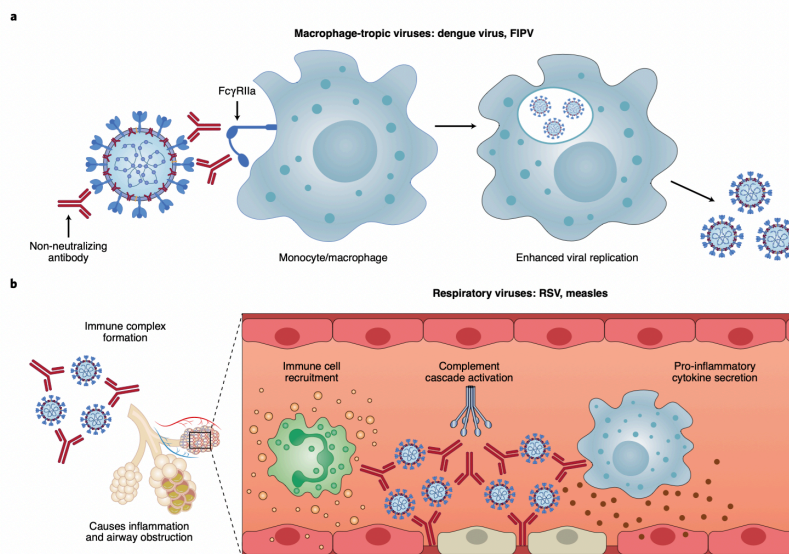 a
Macrophage-tropic viruses: dengue virus, FIPV
FcγRIIa
Non-neutralizing
antibody
Monocyte/macrophage
Enhanced viral replication
b
Respiratory viruses: RSV, measles
Immune complex
formation
Immune cell
recruitment
Complement
cascade activation
Pro-inflammatory
cytokine secretion
Causes inflammation
and airway obstruction